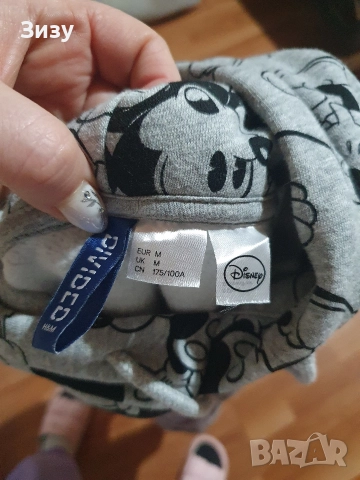 Зизу
DIVIDED
H&M
EUR M
UK M
CN 175/100A
Disney
BAZAR